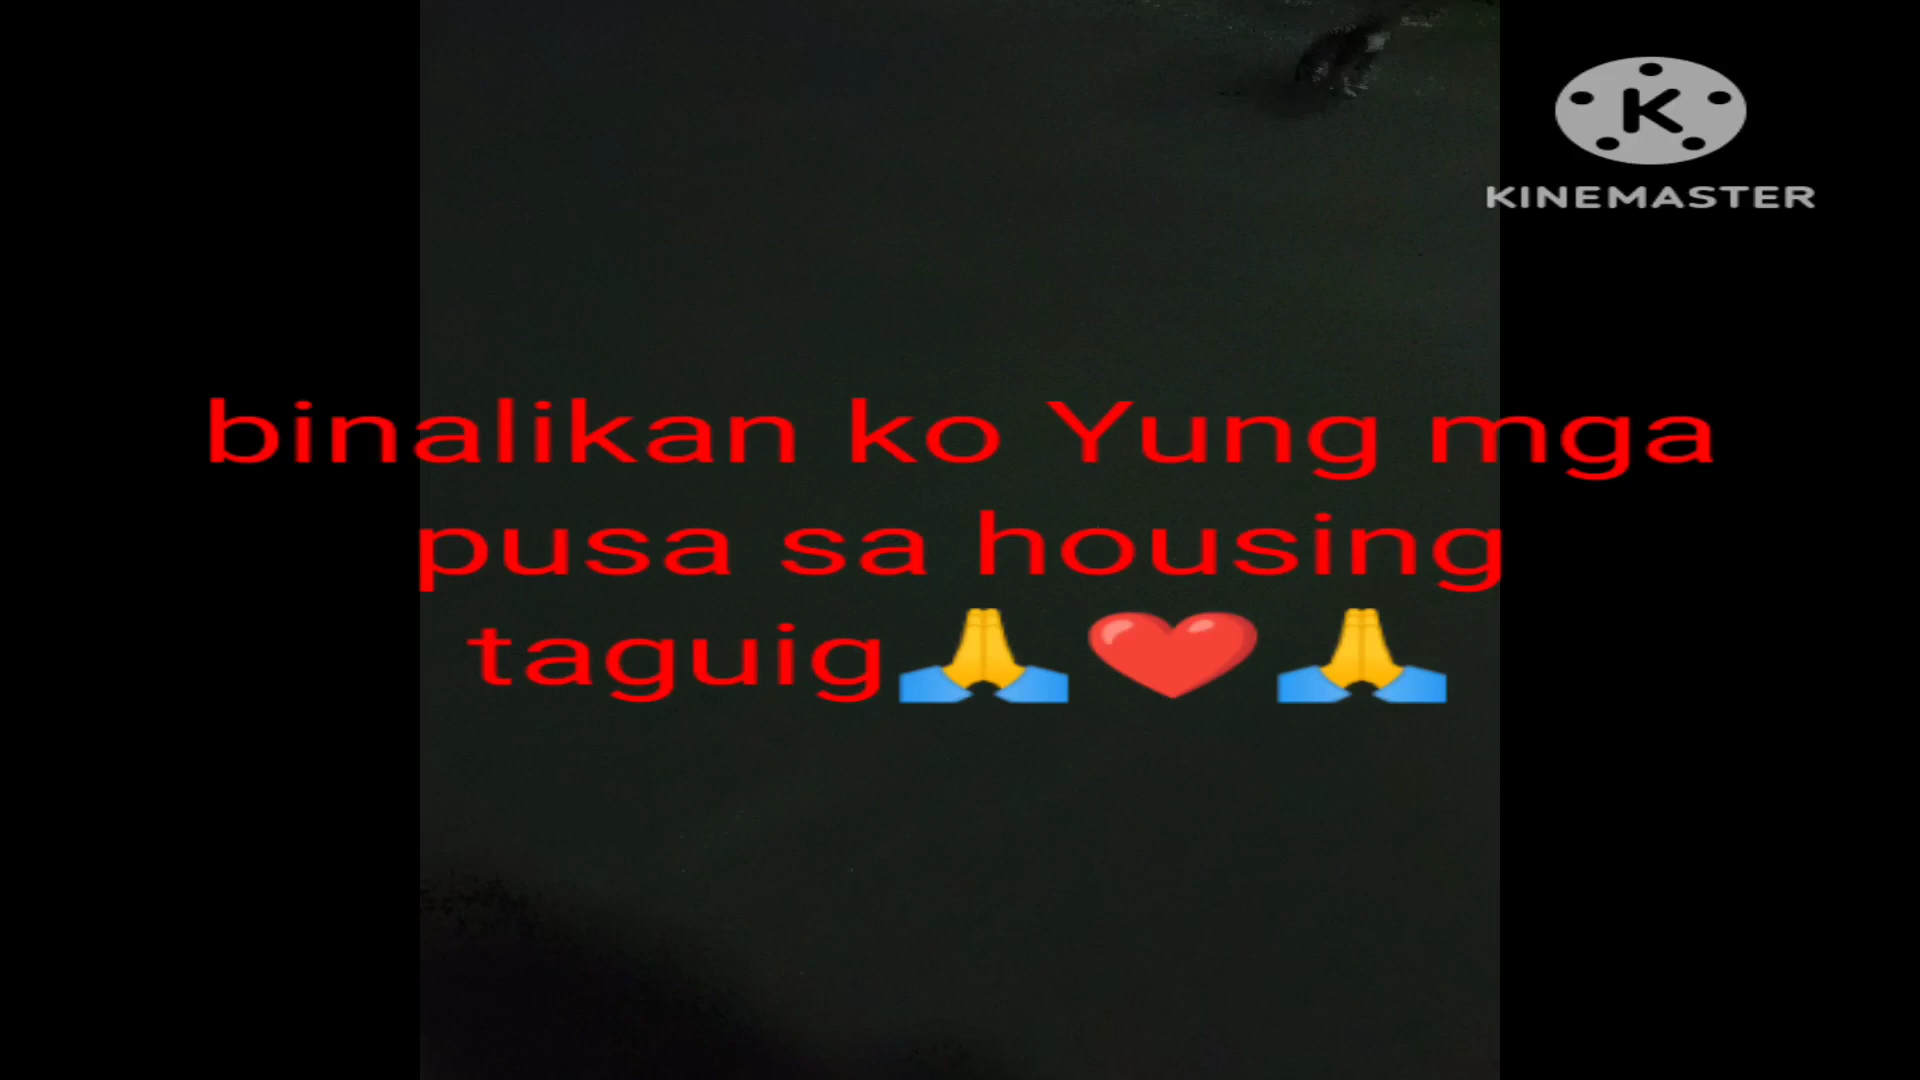 K
KINEMASTER
binalikan ko Yung mga
pusa sa housing
taguig🙏❤️🙏